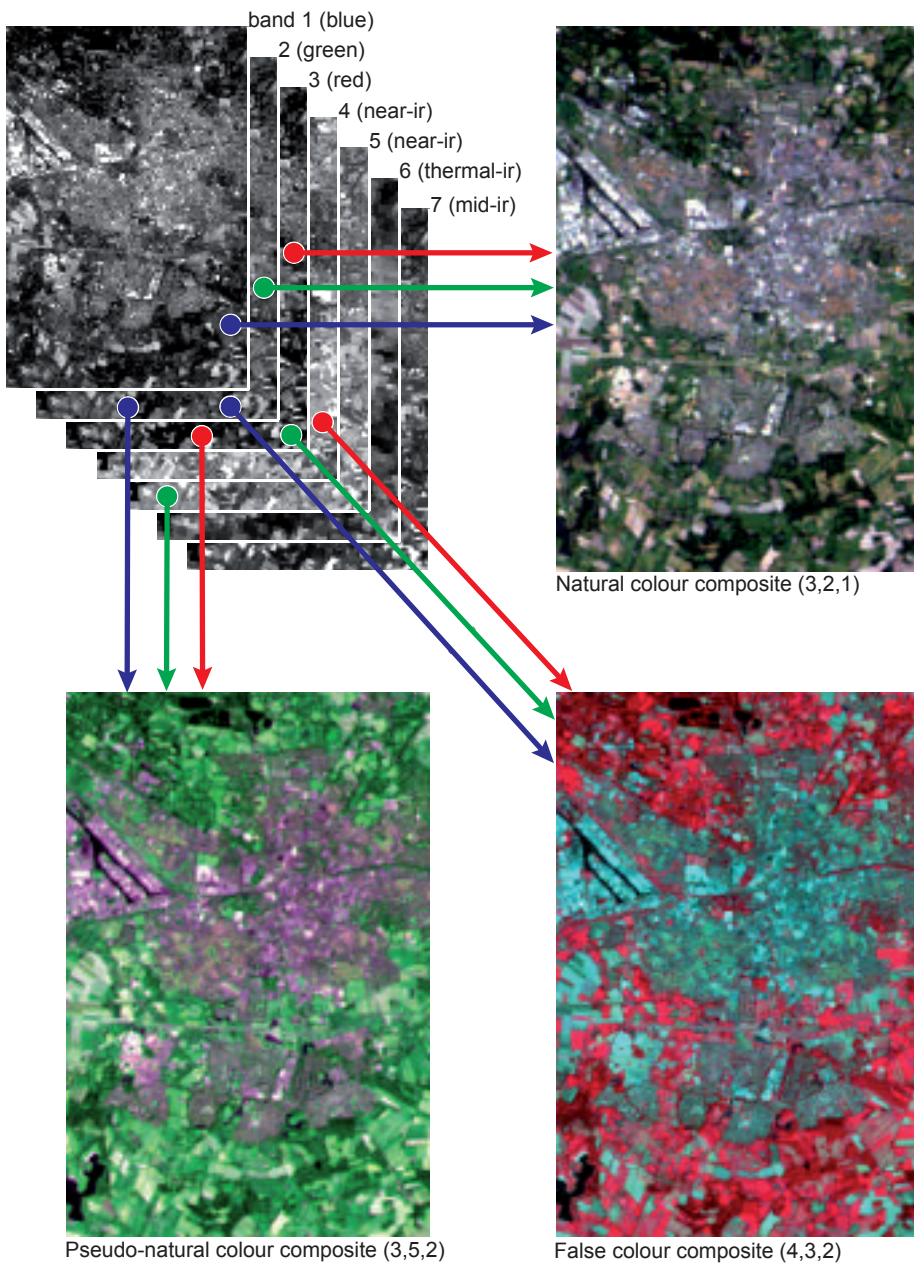 band 1 (blue)
2 (green)
3 (red)
4 (near-ir)
5 (near-ir)
6 (thermal-ir)
7 (mid-ir)
Natural colour composite (3,2,1)
Pseudo-natural colour composite (3,5,2)
False colour composite (4,3,2)